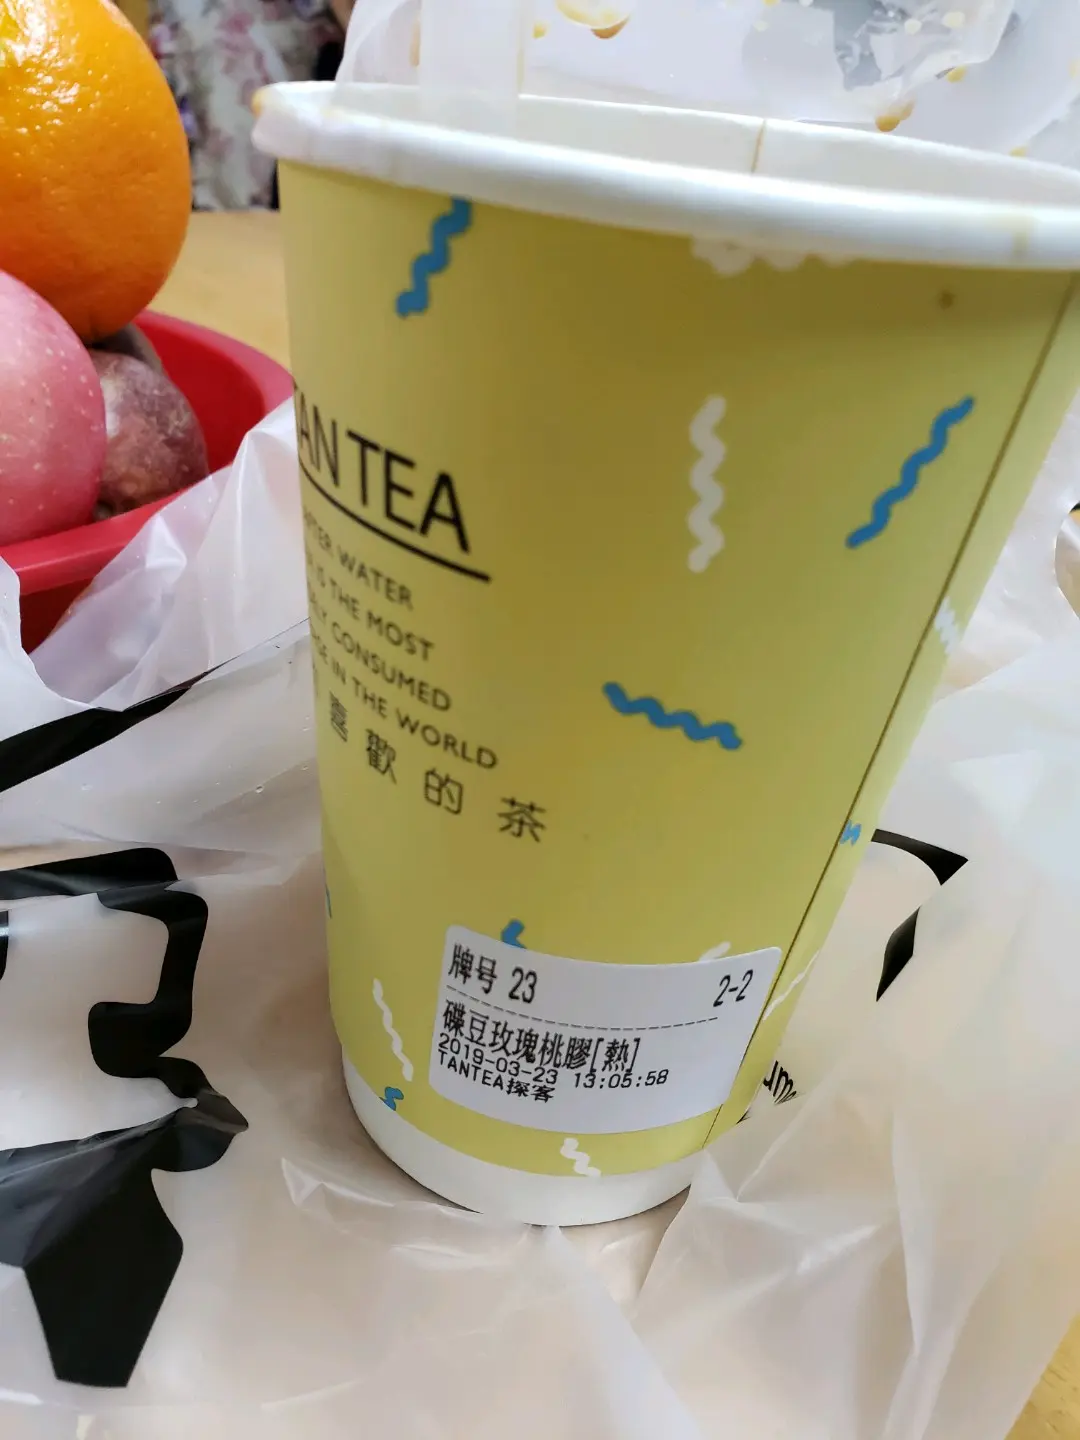 TANTEA
AFTER WATER
IS THE MOST
CONSUMED
IN THE WORLD
喜歡的茶
牌号 23 2-2
碟豆玫瑰桃膠[熱]
2019-03-23 13:05:58
TANTEA探客